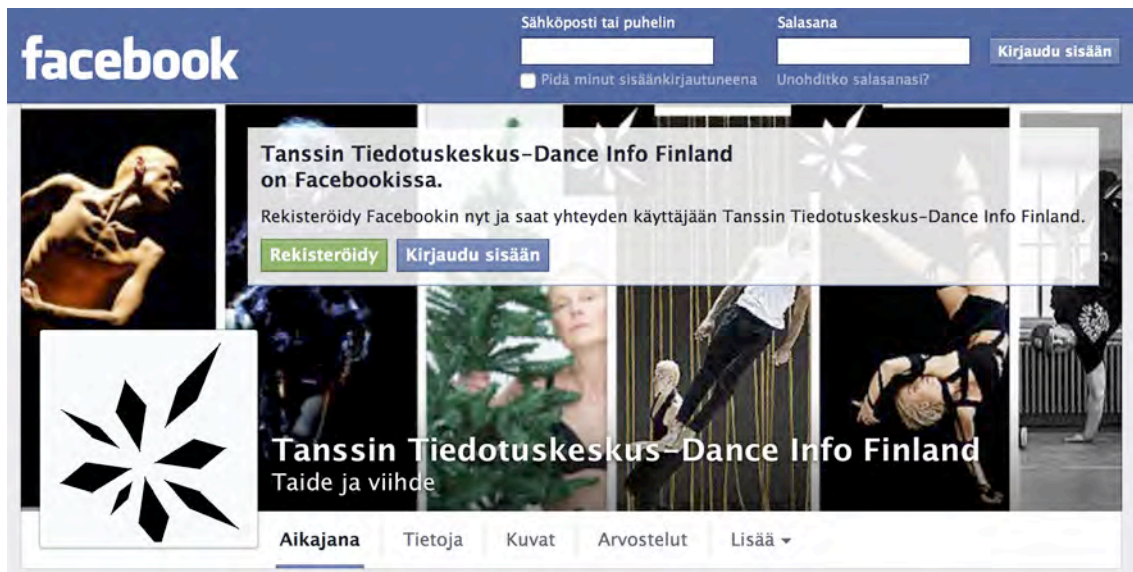 Sähköposti tai puhelin
Salasana
facebook
Kirjaudu sisään
Pidä minut sisäänkirjautuneena
Unohditko salasanasi?
Tanssin Tiedotuskeskus-Dance Info Finland
on Facebookissa.
Rekisteröidy Facebookin nyt ja saat yhteyden käyttäjään Tanssin Tiedotuskeskus-Dance Info Finland.
Rekisteröidy
Kirjaudu sisään
Tanssin Tiedotuskeskus-Dance Info Finland
Taide ja viihde
Aikajana
Tietoja
Kuvat
Arvostelut
Lisää